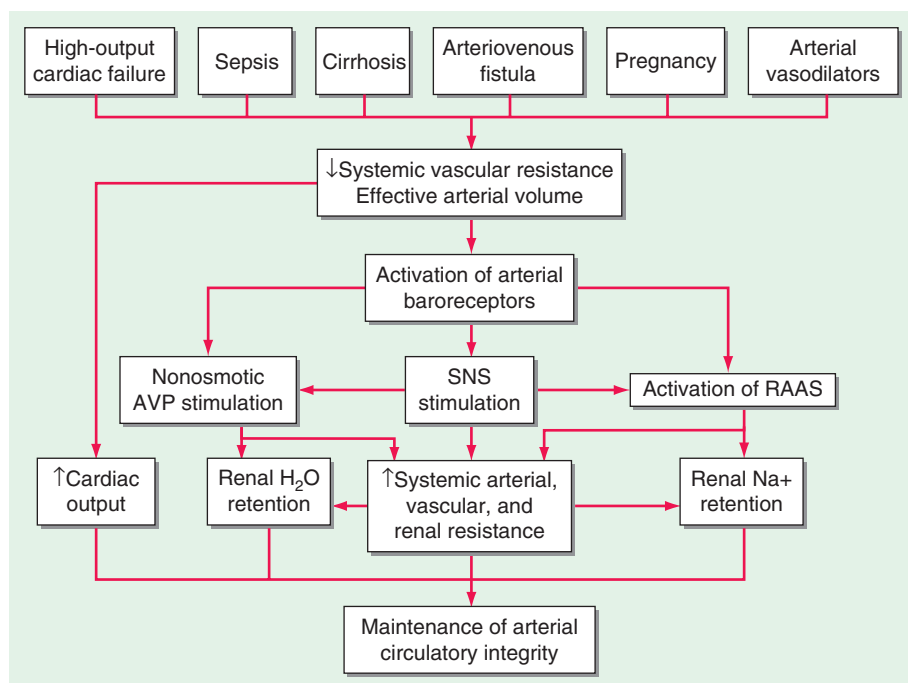 High-output
cardiac failure
Sepsis
Cirrhosis
Arteriovenous
fistula
Pregnancy
Arterial
vasodilators
↓Systemic vascular resistance
Effective arterial volume
Activation of arterial
baroreceptors
Nonosmotic
AVP stimulation
SNS
stimulation
Activation of RAAS
↑Cardiac
output
Renal H₂O
retention
↑Systemic arterial,
vascular, and
renal resistance
Renal Na+
retention
Maintenance of arterial
circulatory integrity